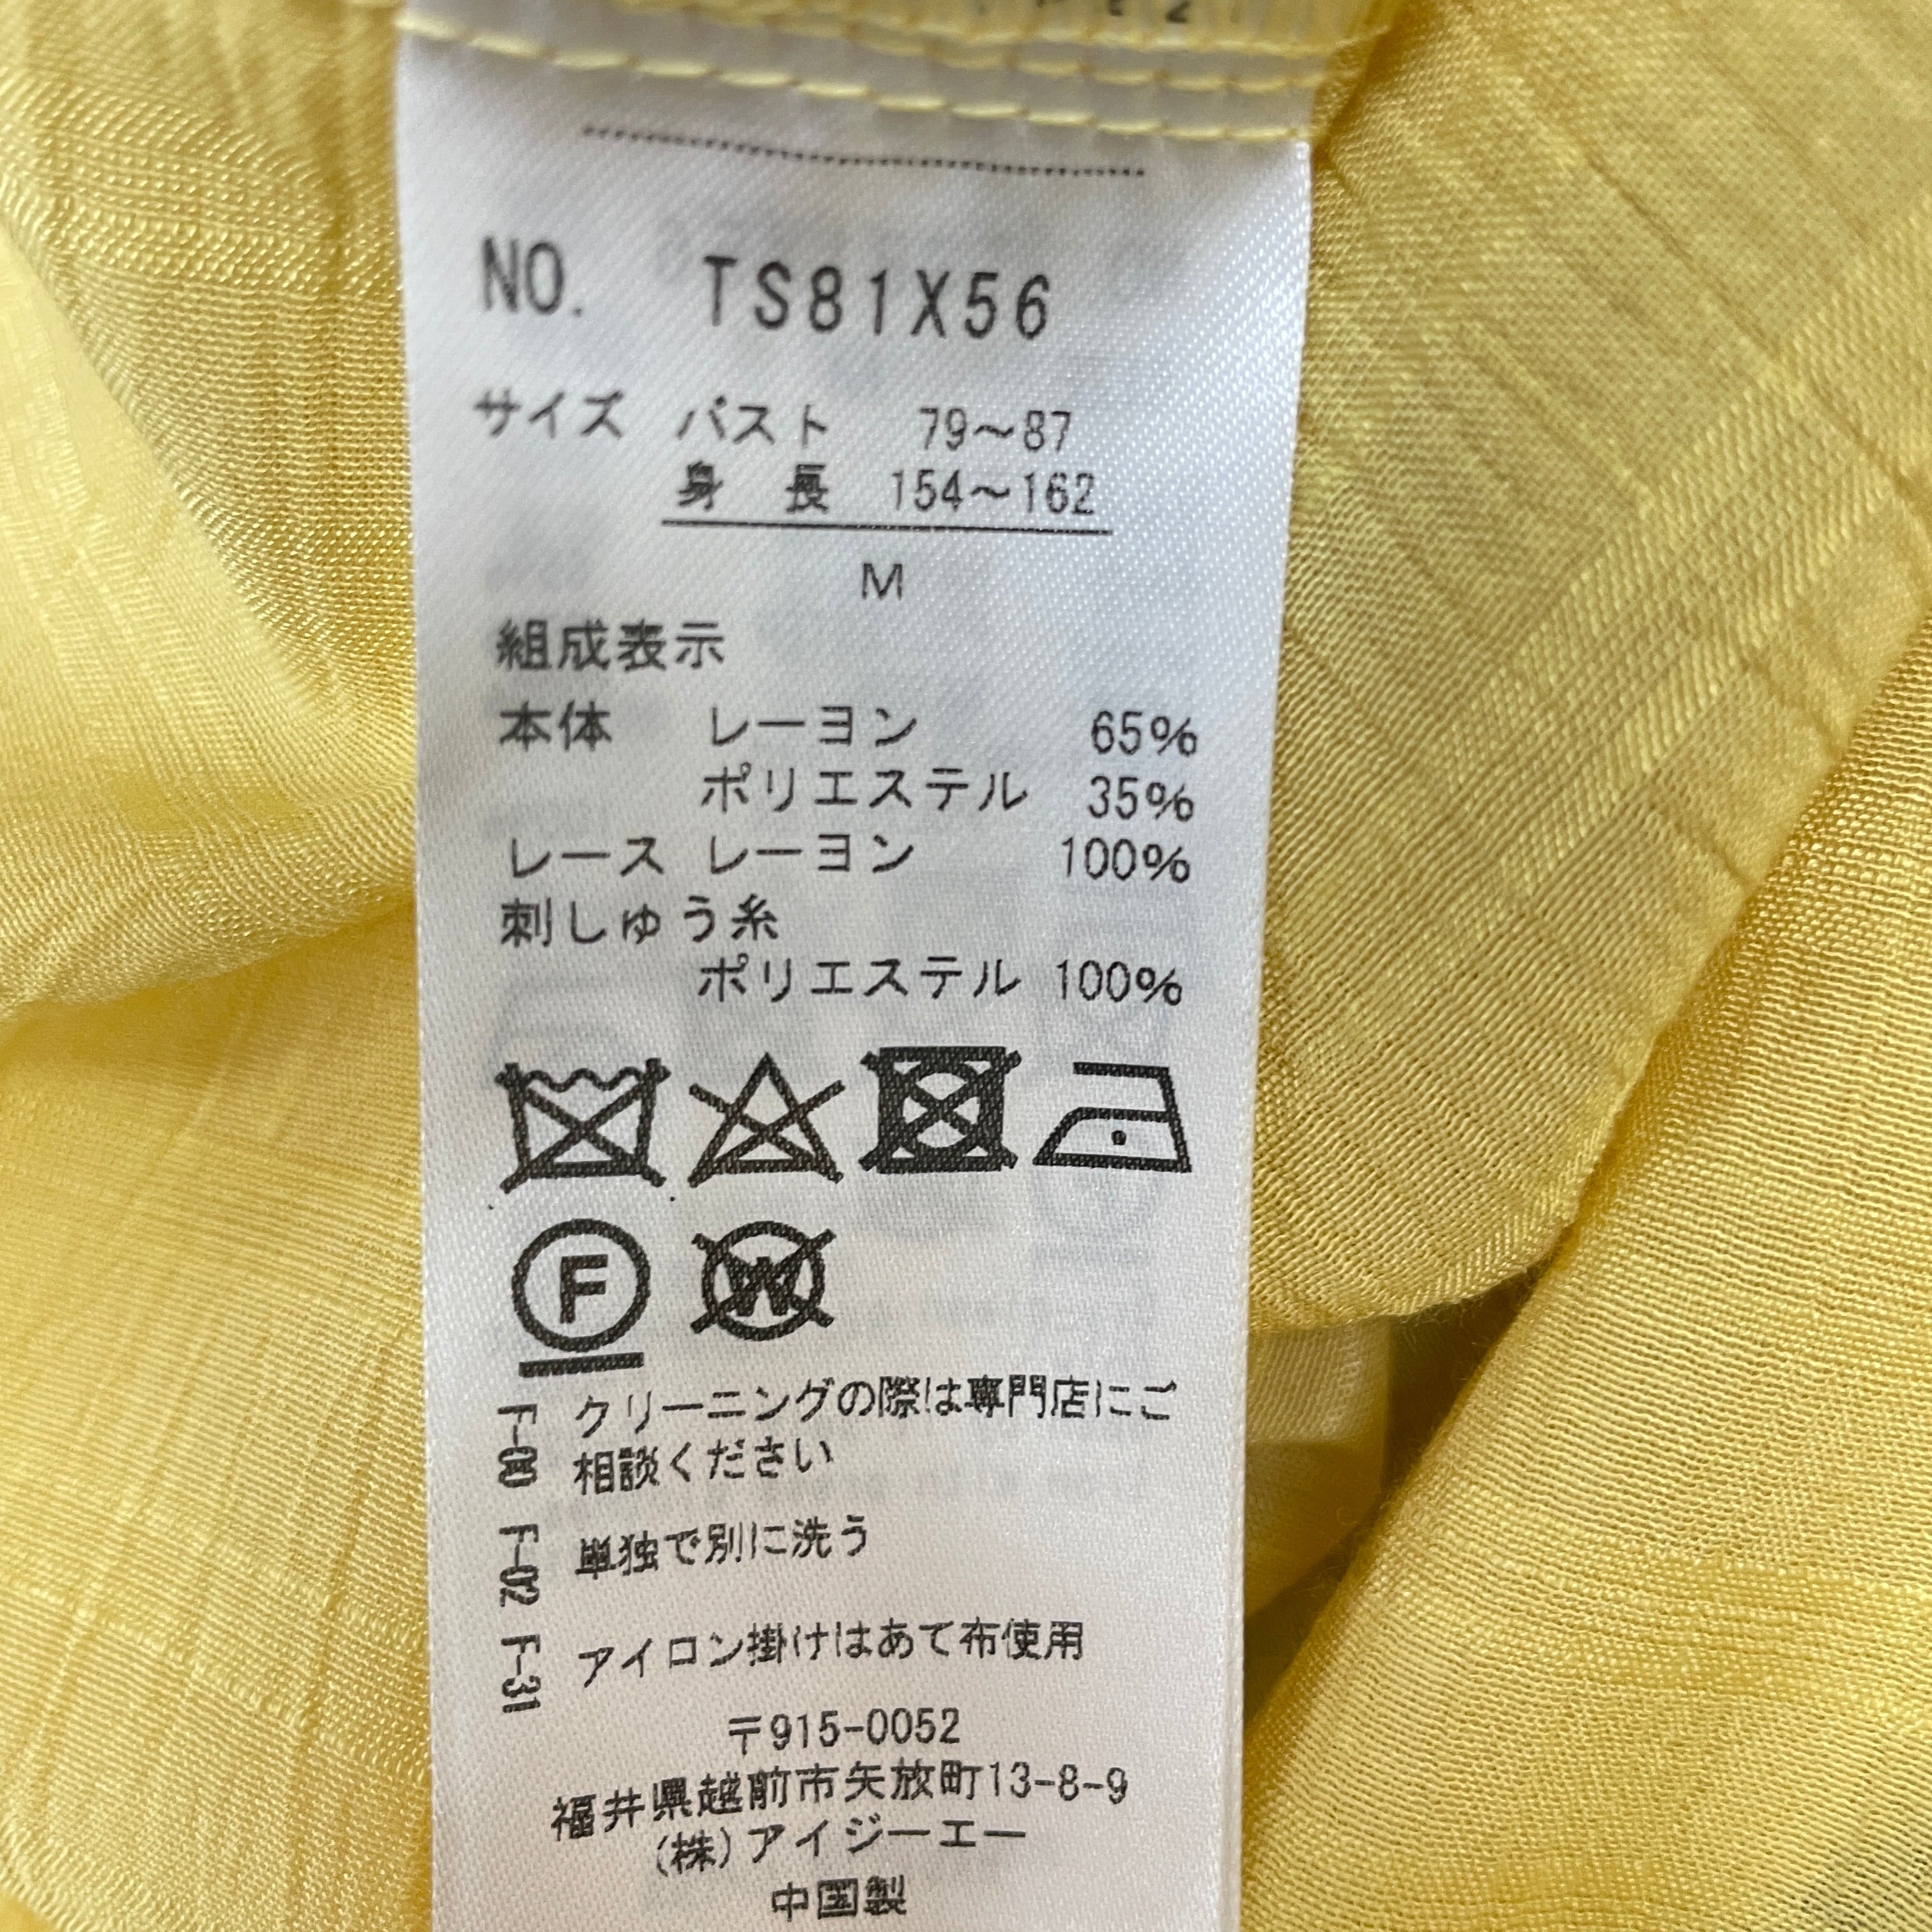 NO. TS81X56
サイズ バスト 79～87
身長 154～162
M
組成表示
本体 レーヨン 65%
ポリエステル 35%
レース レーヨン 100%
刺しゅう糸
ポリエステル 100%
F
W
F-080 クリーニングの際は専門店にご
相談ください
F-02 単独で別に洗う
F-31 アイロン掛けはあて布使用
〒915-0052
福井県越前市矢放町13-8-9
(株)アイジーエー
中国製